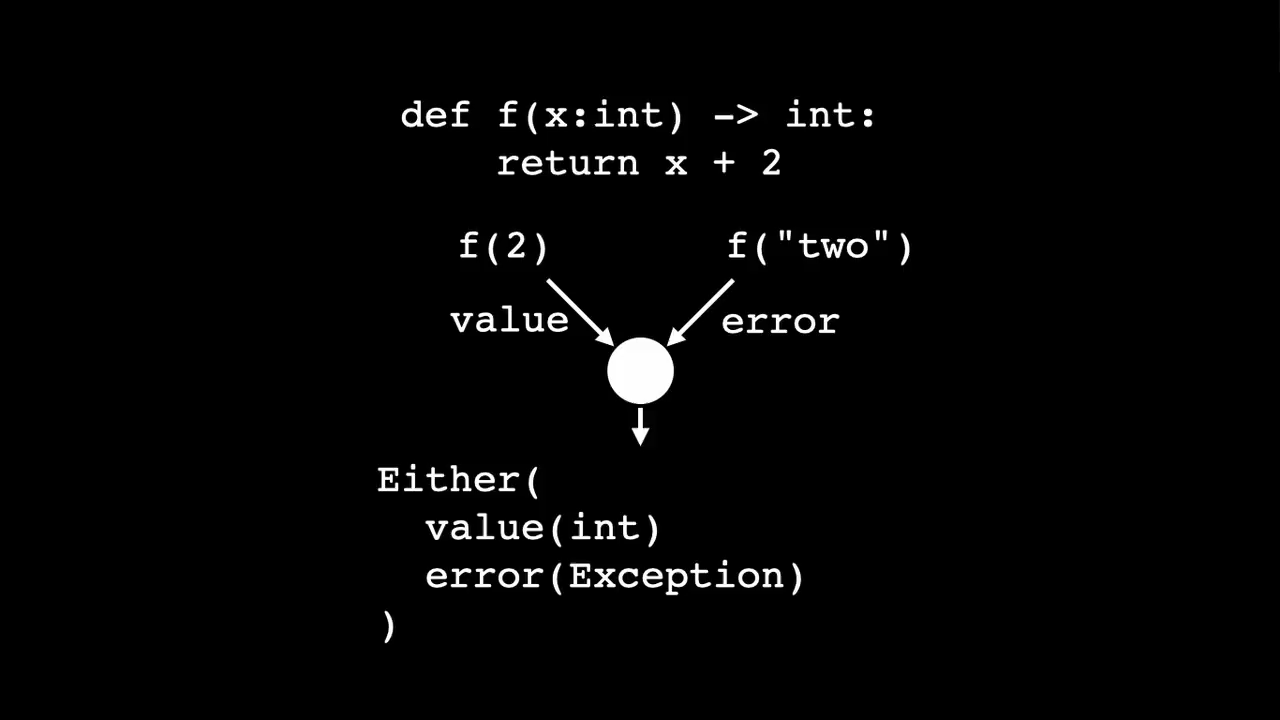 def f(x:int) -> int:
    return x + 2
f(2) f("two")
value error
Either(
  value(int)
  error(Exception)
)